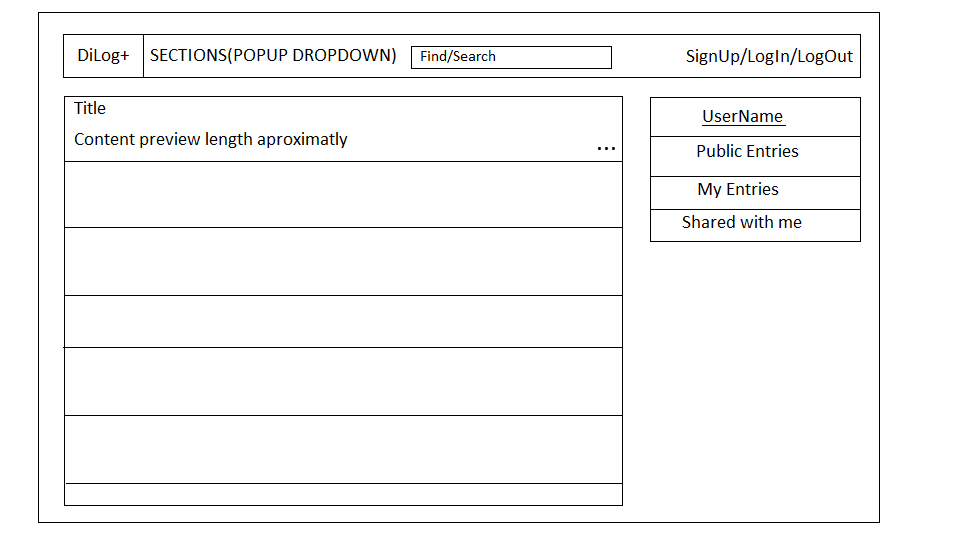 DiLog+ SECTIONS(POPUP DROPDOWN) Find/Search SignUp/LogIn/LogOut
Title
Content preview length aproximatly ...
UserName
Public Entries
My Entries
Shared with me